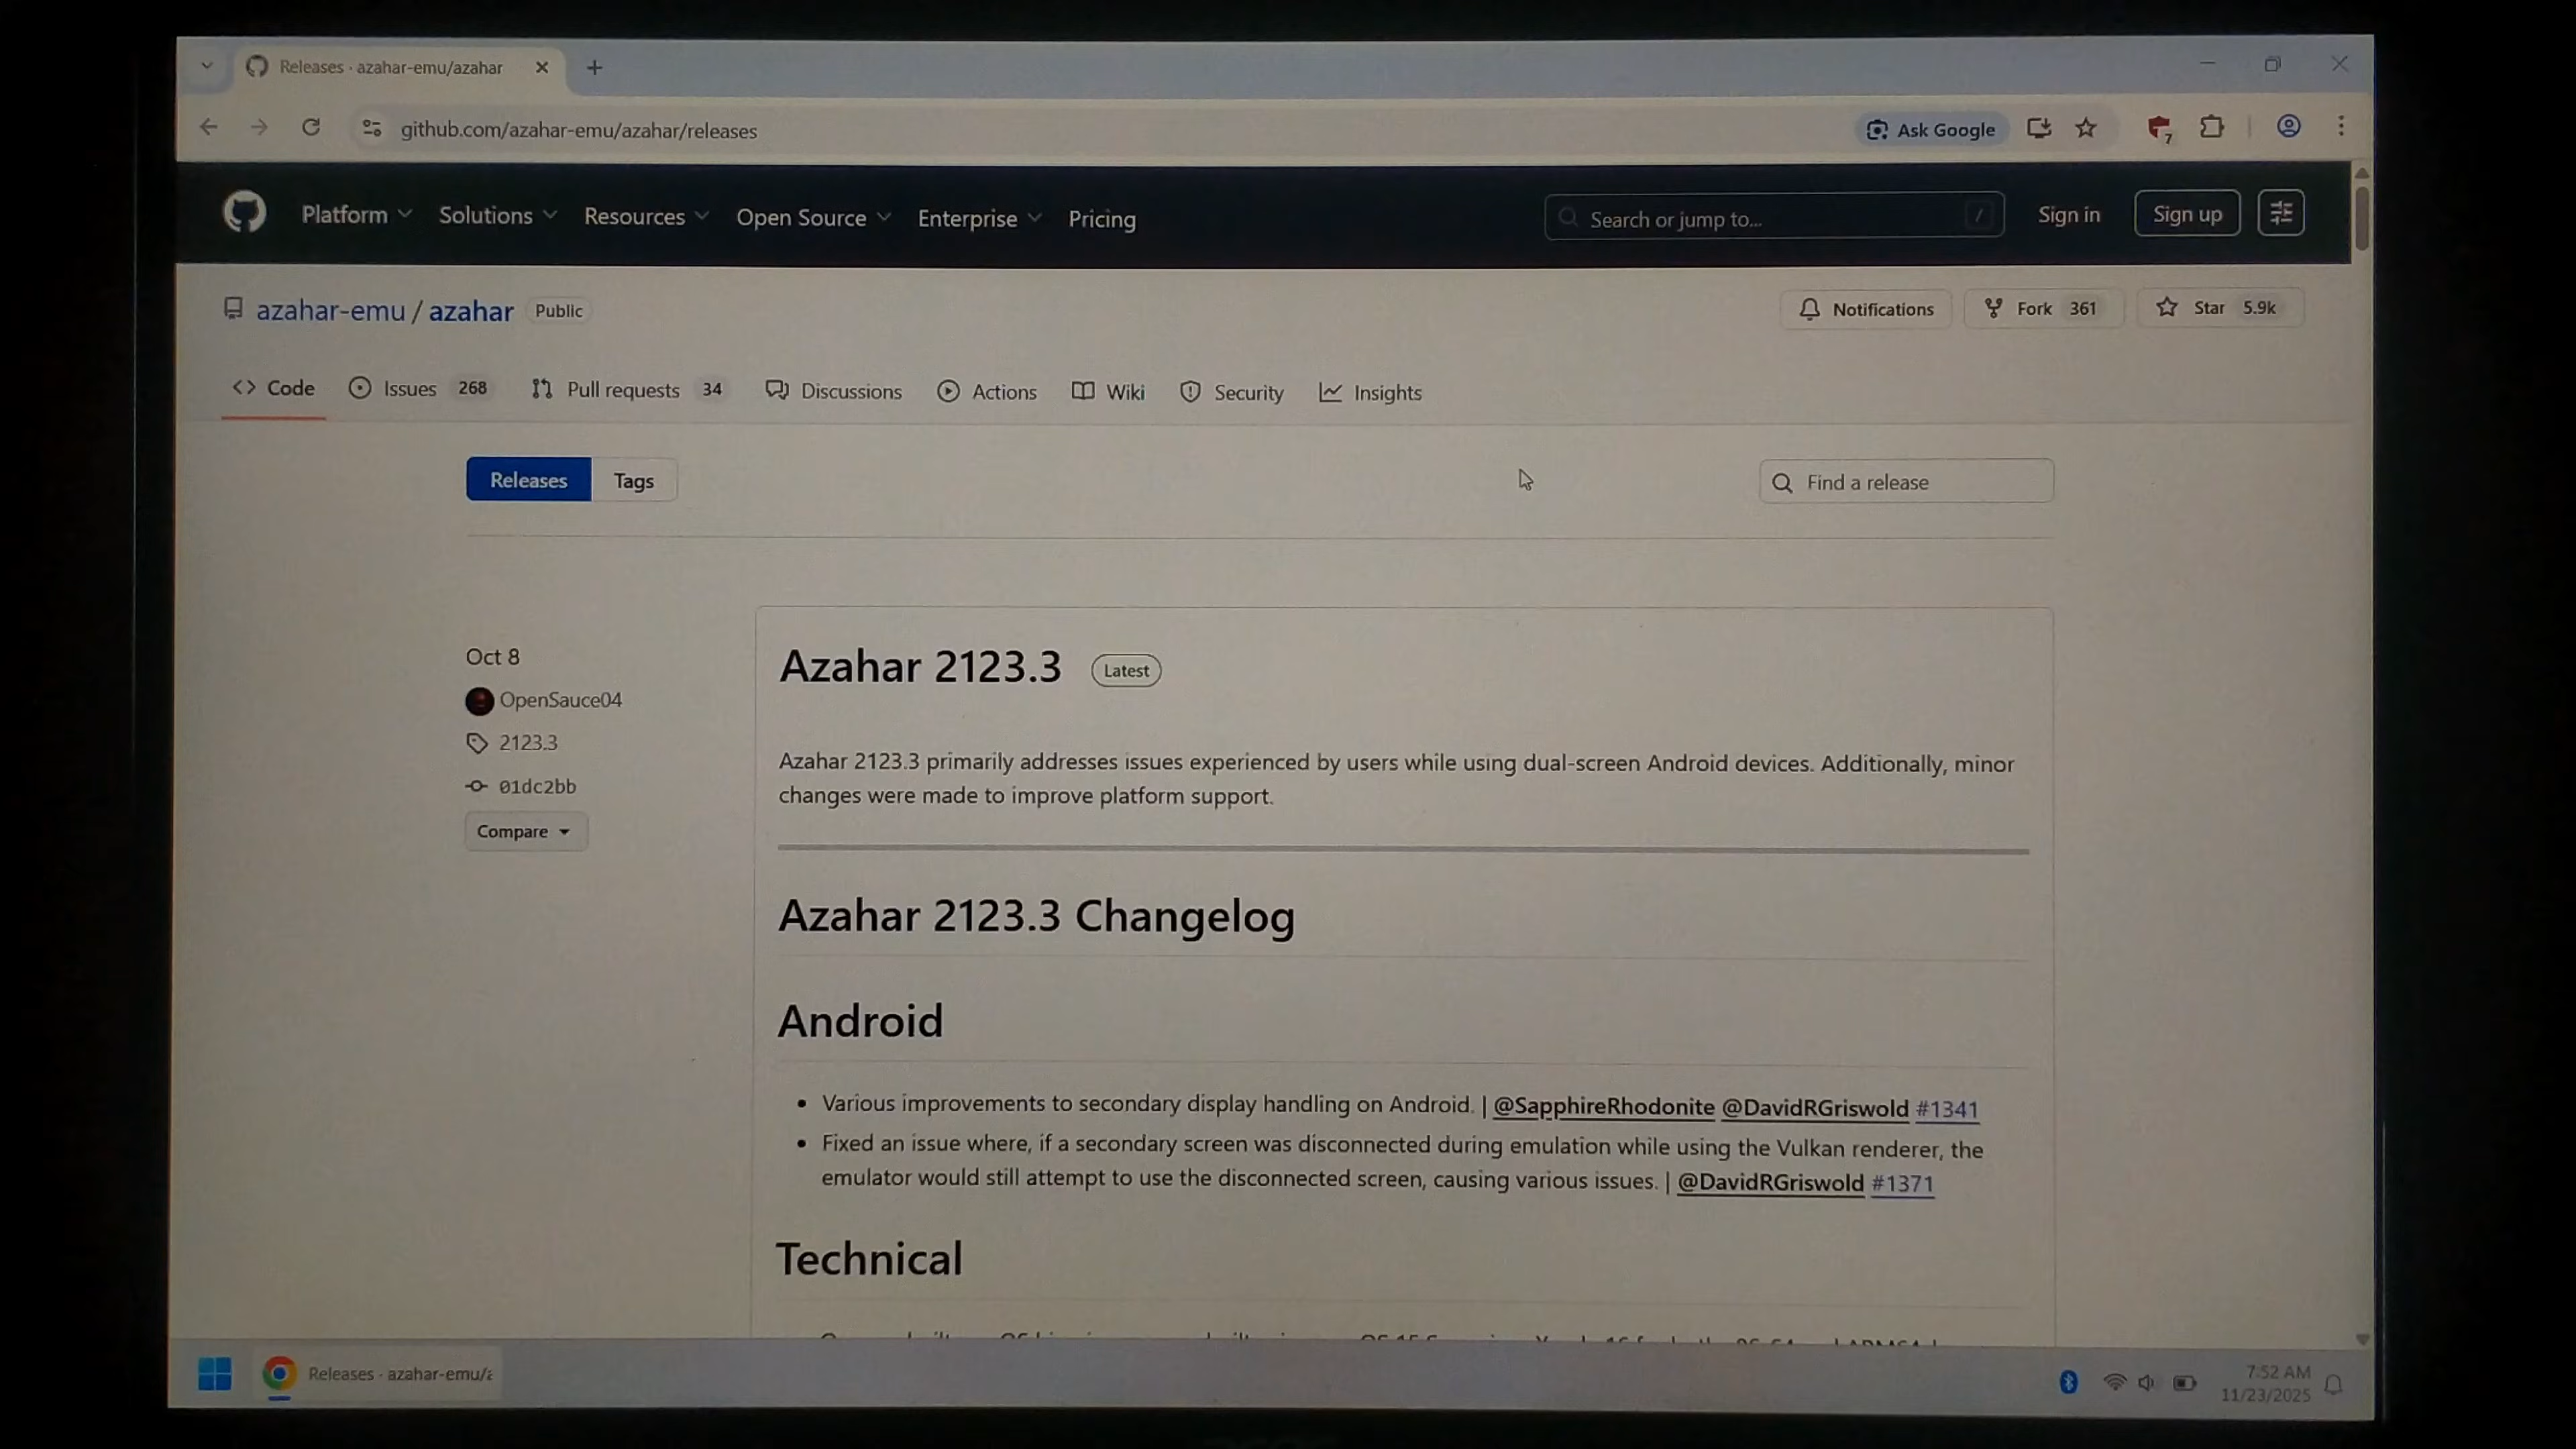 Releases · azahar-emu/azahar
github.com/azahar-emu/azahar/releases
Ask Google
7
Platform
Solutions
Resources
Open Source
Enterprise
Pricing
Search or jump to...
/
Sign in
Sign up
azahar-emu / azahar
Public
Notifications
Fork 361
Star 5.9k
Code
Issues 268
Pull requests 34
Discussions
Actions
Wiki
Security
Insights
Releases
Tags
Find a release
Oct 8
OpenSauce04
2123.3
01dc2bb
Compare
Azahar 2123.3 Latest
Azahar 2123.3 primarily addresses issues experienced by users while using dual-screen Android devices. Additionally, minor
changes were made to improve platform support.
Azahar 2123.3 Changelog
Android
• Various improvements to secondary display handling on Android. | @SapphireRhodonite @DavidRGriswold #1341
• Fixed an issue where, if a secondary screen was disconnected during emulation while using the Vulkan renderer, the
emulator would still attempt to use the disconnected screen, causing various issues. | @DavidRGriswold #1371
Technical
Releases · azahar-emu/a
7:52 AM
11/23/2025